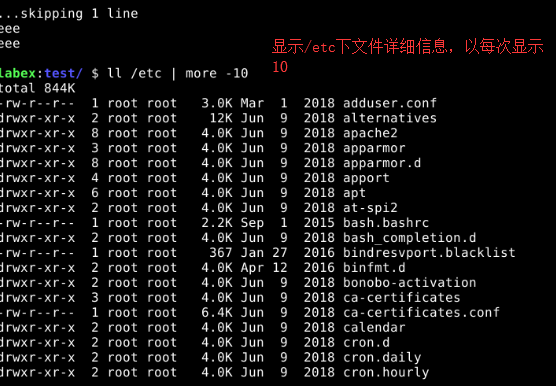 ...skipping 1 line
eee
eee
显示/etc下文件详细信息，以每次显示
10
labex:test/ $ ll /etc | more -10
total 844K
-rw-r--r-- 1 root root 3.0K Mar 1 2018 adduser.conf
drwxr-xr-x 2 root root 12K Jun 9 2018 alternatives
drwxr-xr-x 8 root root 4.0K Jun 9 2018 apache2
drwxr-xr-x 3 root root 4.0K Jun 9 2018 apparmor
drwxr-xr-x 8 root root 4.0K Jun 9 2018 apparmor.d
drwxr-xr-x 4 root root 4.0K Jun 9 2018 apport
drwxr-xr-x 6 root root 4.0K Jun 9 2018 apt
drwxr-xr-x 2 root root 4.0K Jun 9 2018 at-spi2
-rw-r--r-- 1 root root 2.2K Sep 1 2015 bash.bashrc
drwxr-xr-x 2 root root 4.0K Jun 9 2018 bash_completion.d
-rw-r--r-- 1 root root 367 Jan 27 2016 bindresvport.blacklist
drwxr-xr-x 2 root root 4.0K Apr 12 2016 binfmt.d
drwxr-xr-x 2 root root 4.0K Jun 9 2018 bonobo-activation
drwxr-xr-x 3 root root 4.0K Jun 9 2018 ca-certificates
-rw-r--r-- 1 root root 6.4K Jun 9 2018 ca-certificates.conf
drwxr-xr-x 2 root root 4.0K Jun 9 2018 calendar
drwxr-xr-x 2 root root 4.0K Jun 9 2018 cron.d
drwxr-xr-x 2 root root 4.0K Jun 9 2018 cron.daily
drwxr-xr-x 2 root root 4.0K Jun 9 2018 cron.hourly